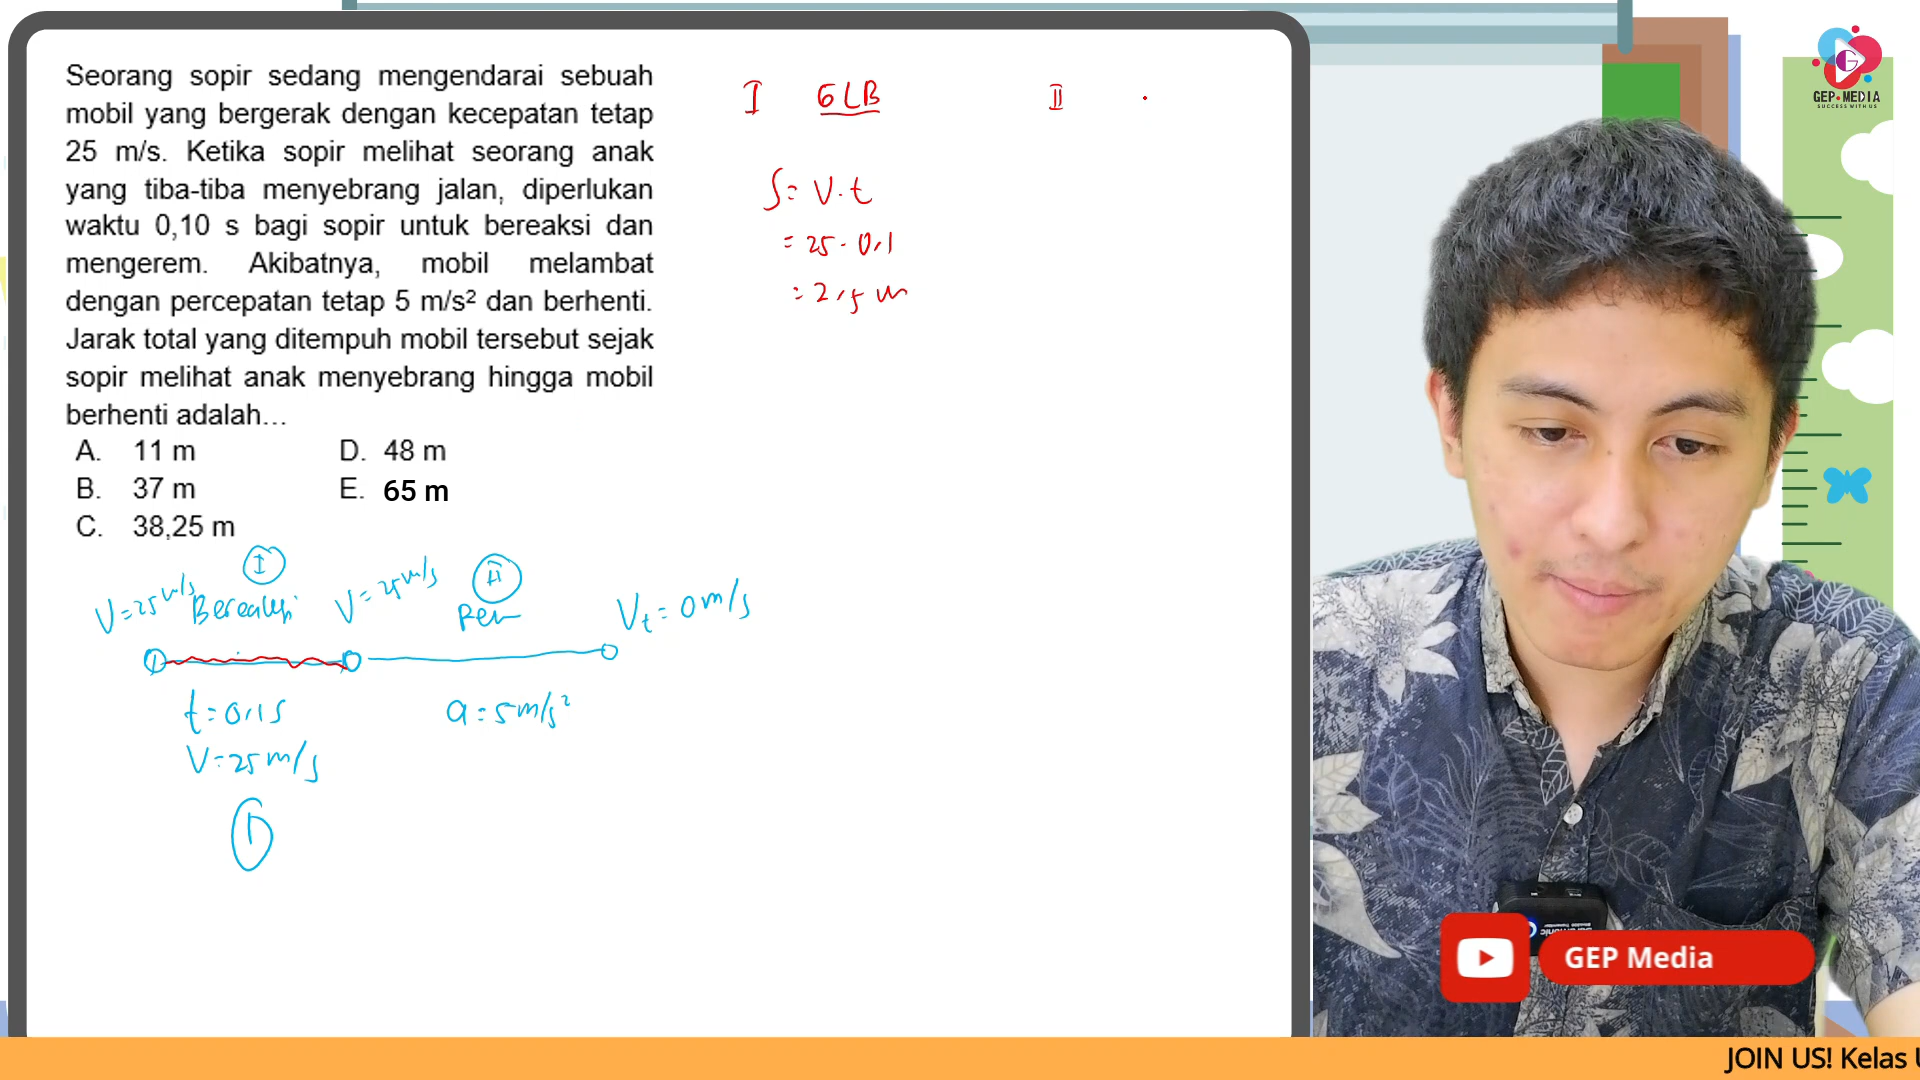 Seorang sopir sedang mengendarai sebuah
mobil yang bergerak dengan kecepatan tetap
25 m/s. Ketika sopir melihat seorang anak
yang tiba-tiba menyebrang jalan, diperlukan
waktu 0,10 s bagi sopir untuk bereaksi dan
mengerem. Akibatnya, mobil melambat
dengan percepatan tetap 5 m/s² dan berhenti.
Jarak total yang ditempuh mobil tersebut sejak
sopir melihat anak menyebrang hingga mobil
berhenti adalah...
A. 11 m
B. 37 m
C. 38,25 m
D. 48 m
E. 65 m
I
V=25 m/s Bereaksi
V=25 m/s
II
Rem
Vt = 0 m/s
t = 0,1 s
V = 25 m/s
a = 5 m/s²
I
I GLB
S = V . t
= 25 . 0,1
= 2,5 m
II
GEP MEDIA
SUCCESS WITH US
GEP Media
JOIN US! Kelas